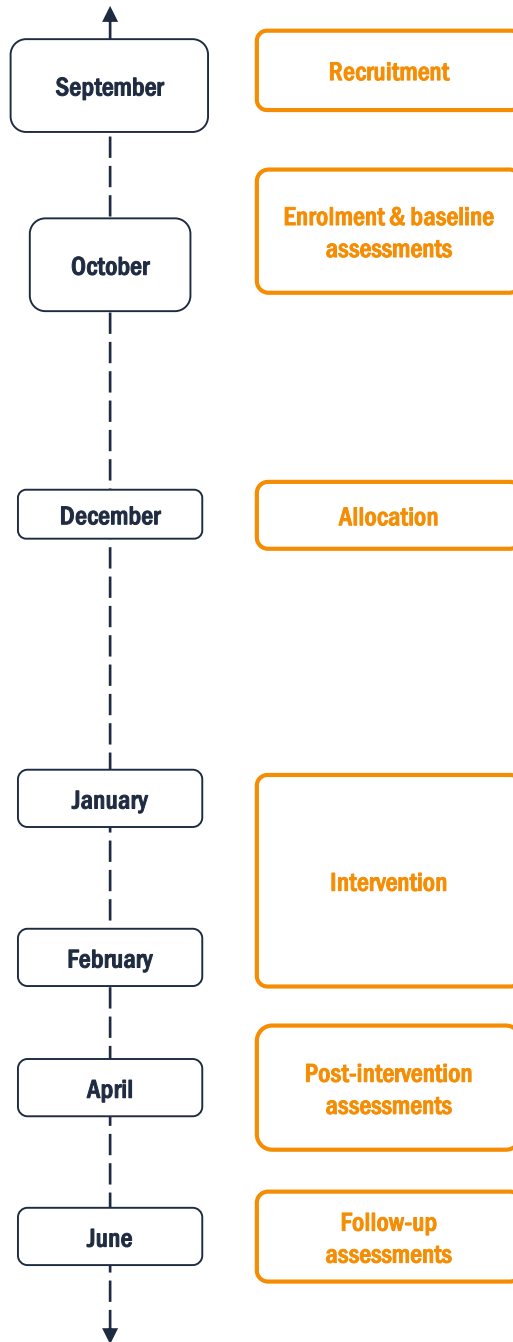 September
Recruitment
Enrolment & baseline
assessments
October
December
Allocation
January
Intervention
February
Post-intervention
assessments
April
June
Follow-up
assessments